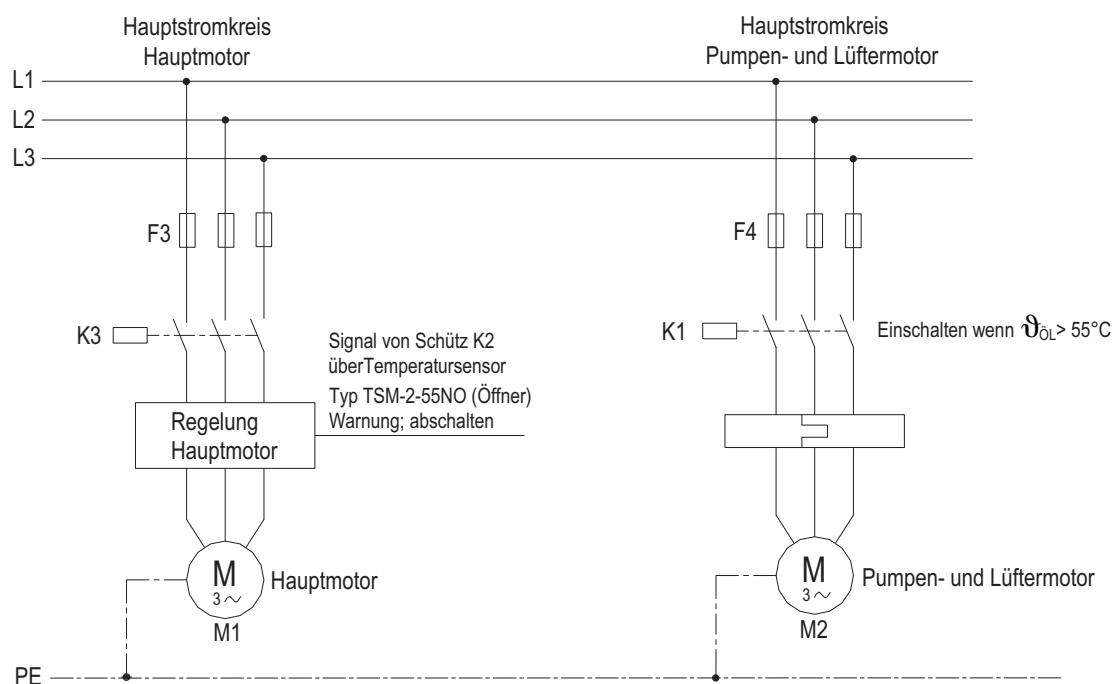 Hauptstromkreis
Hauptmotor
Hauptstromkreis
Pumpen- und Lüftermotor
L1
L2
L3
F3
F4
K3
Signal von Schütz K2
überTemperatursensor
Typ TSM-2-55NO (Öffner)
Warnung; abschalten
K1
Einschalten wenn ϑÖL> 55°C
Regelung
Hauptmotor
M
3 ∼
Hauptmotor
M1
M
3 ∼
Pumpen- und Lüftermotor
M2
PE